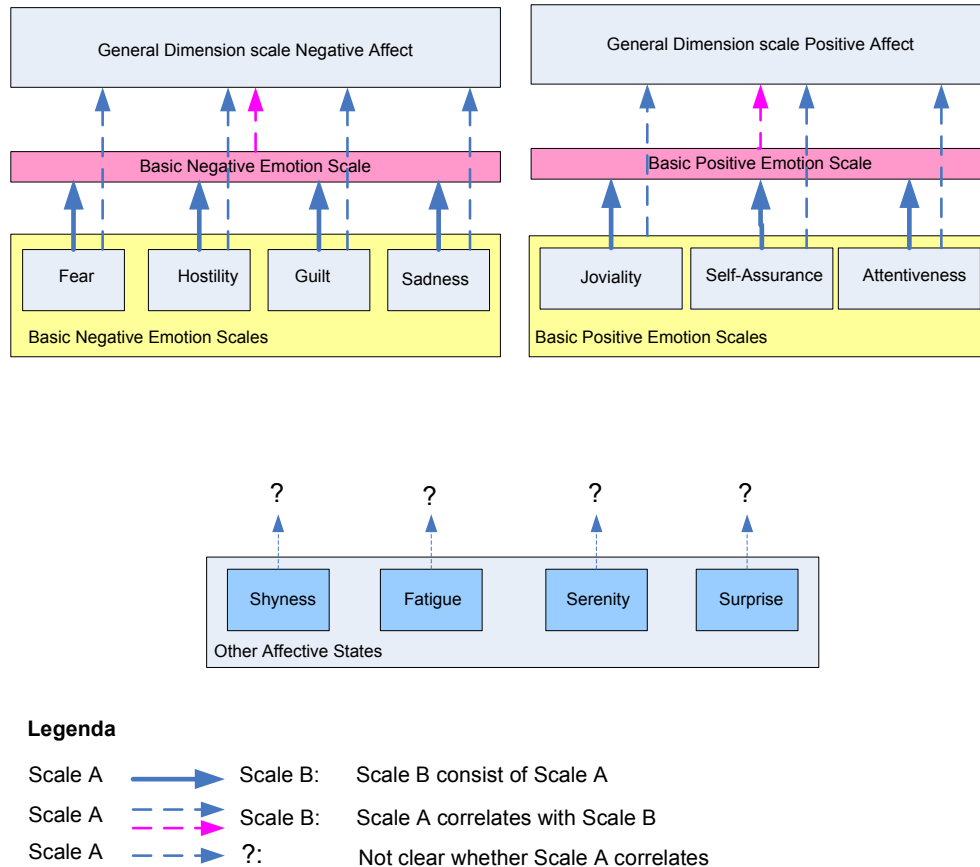 General Dimension scale Negative Affect
General Dimension scale Positive Affect
Basic Negative Emotion Scale
Basic Positive Emotion Scale
Fear
Hostility
Guilt
Sadness
Basic Negative Emotion Scales
Joviality
Self-Assurance
Attentiveness
Basic Positive Emotion Scales
? ? ? ?
Shyness
Fatigue
Serenity
Surprise
Other Affective States
Legenda
Scale A Scale B: Scale B consist of Scale A
Scale A Scale B: Scale A correlates with Scale B
Scale A ?: Not clear whether Scale A correlates